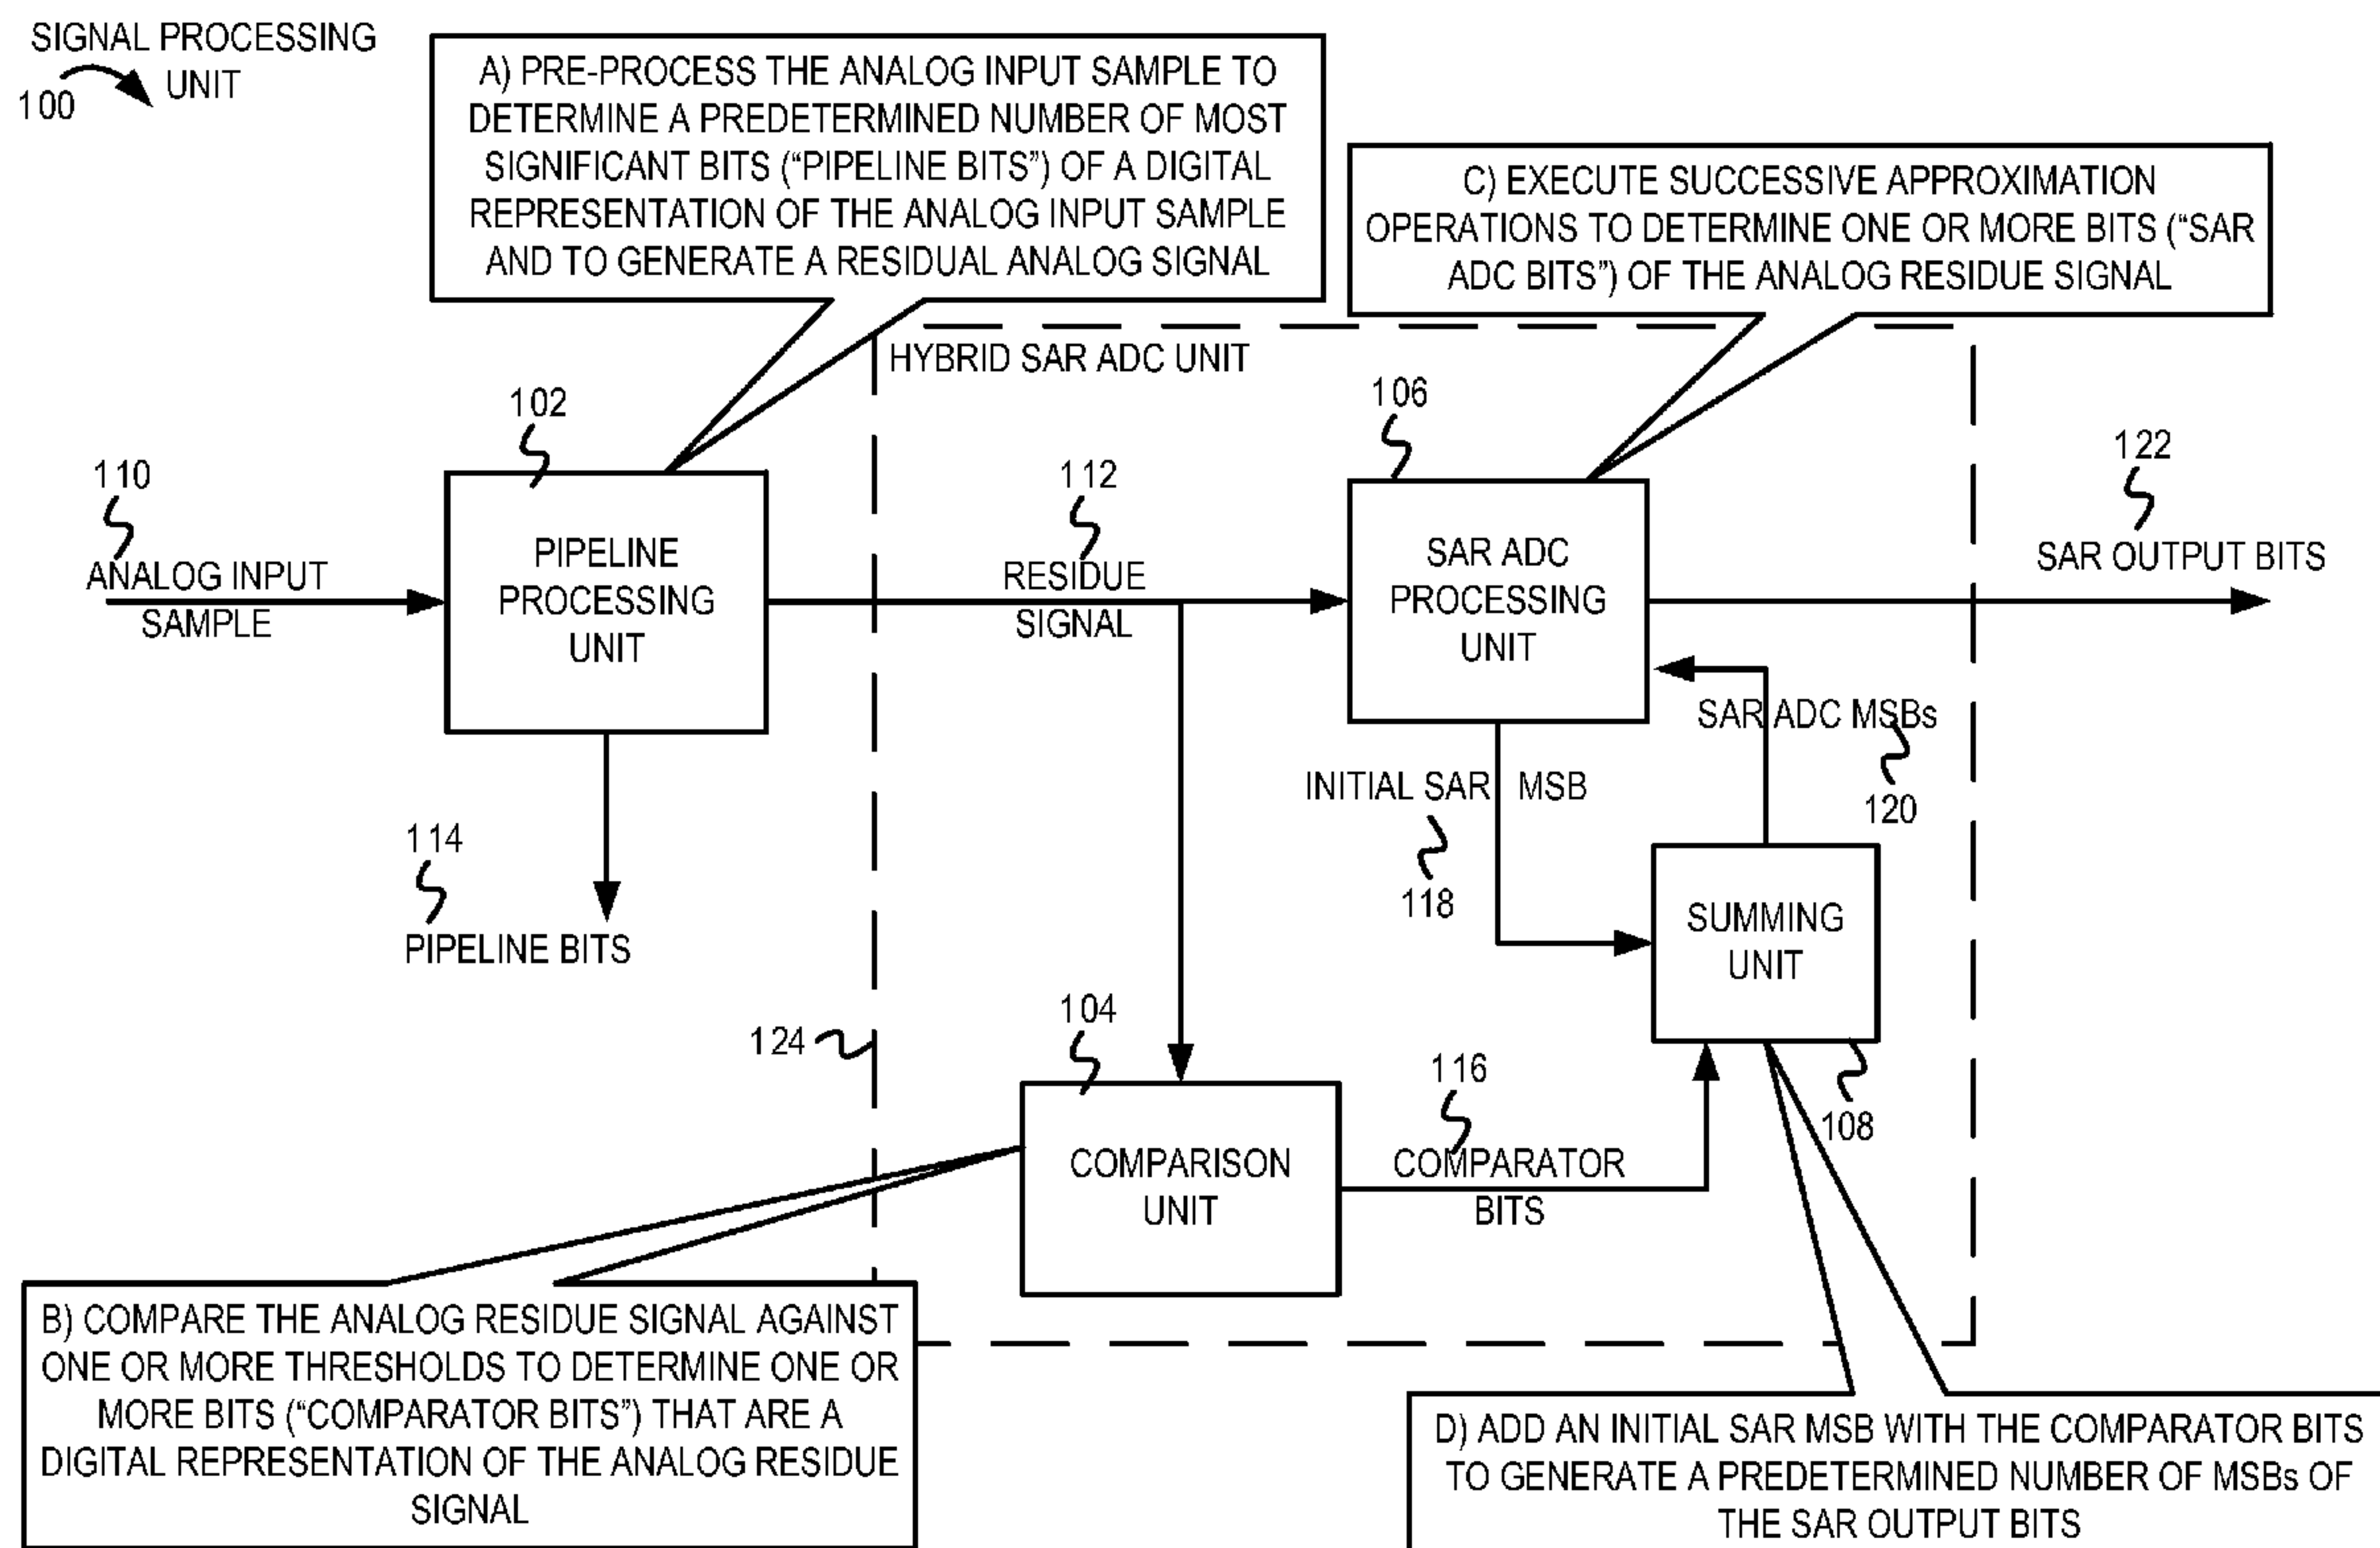 SIGNAL PROCESSING
UNIT
100
A) PRE-PROCESS THE ANALOG INPUT SAMPLE TO
DETERMINE A PREDETERMINED NUMBER OF MOST
SIGNIFICANT BITS (“PIPELINE BITS”) OF A DIGITAL
REPRESENTATION OF THE ANALOG INPUT SAMPLE
AND TO GENERATE A RESIDUAL ANALOG SIGNAL
C) EXECUTE SUCCESSIVE APPROXIMATION
OPERATIONS TO DETERMINE ONE OR MORE BITS (“SAR
ADC BITS”) OF THE ANALOG RESIDUE SIGNAL
HYBRID SAR ADC UNIT
102
106
110
112
122
ANALOG INPUT
SAMPLE
PIPELINE
PROCESSING
UNIT
RESIDUE
SIGNAL
SAR ADC
PROCESSING
UNIT
SAR OUTPUT BITS
SAR ADC MSBs
120
INITIAL SAR MSB
118
114
PIPELINE BITS
SUMMING
UNIT
108
124
104
COMPARISON
UNIT
116
COMPARATOR
BITS
B) COMPARE THE ANALOG RESIDUE SIGNAL AGAINST
ONE OR MORE THRESHOLDS TO DETERMINE ONE OR
MORE BITS (“COMPARATOR BITS”) THAT ARE A
DIGITAL REPRESENTATION OF THE ANALOG RESIDUE
SIGNAL
D) ADD AN INITIAL SAR MSB WITH THE COMPARATOR BITS
TO GENERATE A PREDETERMINED NUMBER OF MSBs OF
THE SAR OUTPUT BITS